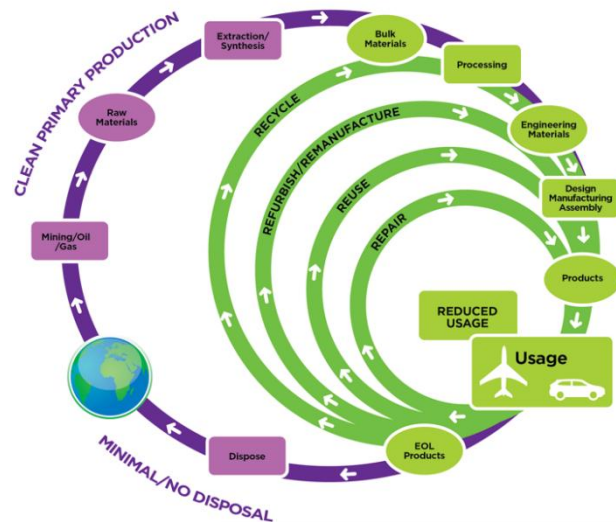 CLEAN PRIMARY PRODUCTION
Extraction/
Synthesis
Bulk
Materials
Processing
Raw
Materials
Engineering
Materials
Mining/Oil
/Gas
Design
Manufacturing
Assembly
Products
RECYCLE
REFURBISH/REMANUFACTURE
REUSE
REPAIR
REDUCED
USAGE
Usage
EOL
Products
Dispose
MINIMAL/NO DISPOSAL